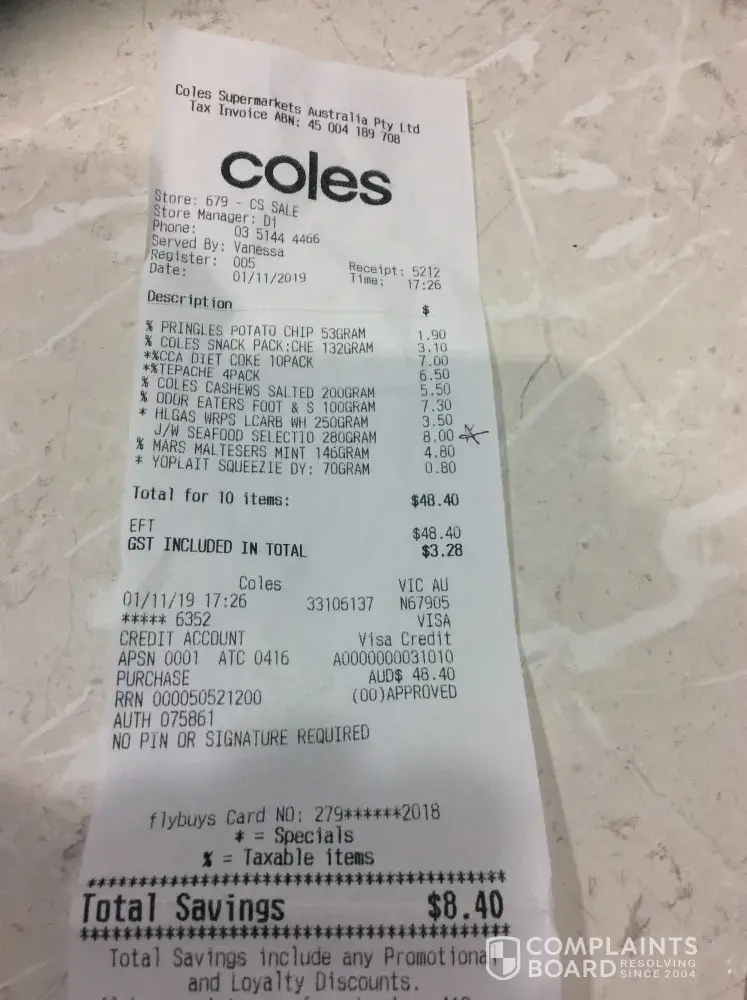 Coles Supermarkets Australia Pty Ltd
Tax Invoice ABN: 45 004 189 708
coles
Store: 679 - CS SALE
Store Manager: Di
Phone: 03 5144 4466
Served By: Vanessa
Register: 005 Receipt: 5212
Date: 01/11/2019 Time: 17:26
Description $
% PRINGLES POTATO CHIP 53GRAM 1.90
% COLES SNACK PACK:CHE 132GRAM 3.10
*%CCA DIET COKE 10PACK 7.00
*%TEPACHE 4PACK 6.50
% COLES CASHEWS SALTED 200GRAM 5.50
% ODOR EATERS FOOT & S 100GRAM 7.30
* HLGAS WRPS LCARB WH 250GRAM 3.50
J/W SEAFOOD SELECTIO 280GRAM 8.00
% MARS MALTESERS MINT 146GRAM 4.80
* YOPLAIT SQUEEZIE DY: 70GRAM 0.80
Total for 10 items: $48.40
EFT $48.40
GST INCLUDED IN TOTAL $3.28
Coles VIC AU
01/11/19 17:26 33106137 N67905
***** 6352 VISA
CREDIT ACCOUNT Visa Credit
APSN 0001 ATC 0416 A0000000031010
PURCHASE AUD$ 48.40
RRN 000050521200 (00)APPROVED
AUTH 075861
NO PIN OR SIGNATURE REQUIRED
flybuys Card NO: 279******2018
* = Specials
% = Taxable items
Total Savings $8.40
Total Savings include any Promotional
and Loyalty Discounts.
COMPLAINTS
BOARD RESOLVING SINCE 2004